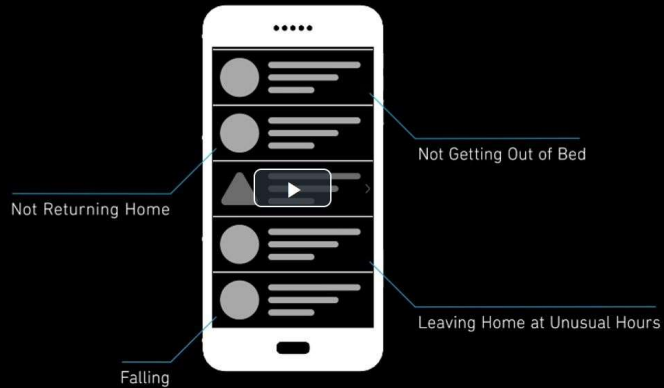 Not Getting Out of Bed
Not Returning Home
Leaving Home at Unusual Hours
Falling